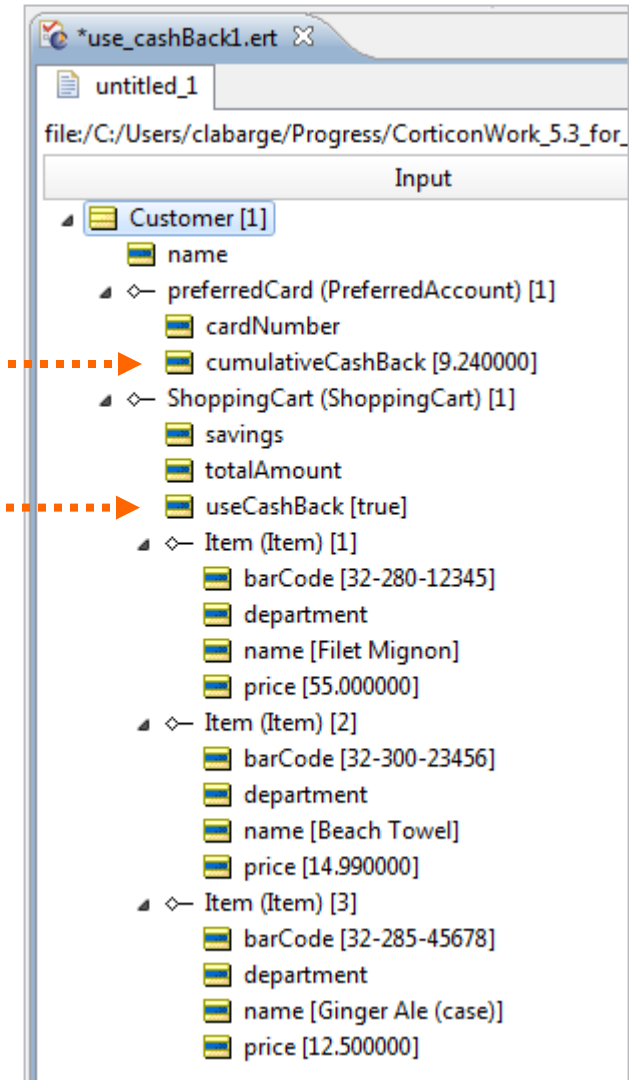 *use_cashBack1.ert
untitled_1
file:/C:/Users/clabarge/Progress/CorticonWork_5.3_for_
Input
Customer [1]
name
preferredCard (PreferredAccount) [1]
cardNumber
cumulativeCashBack [9.240000]
ShoppingCart (ShoppingCart) [1]
savings
totalAmount
useCashBack [true]
Item (Item) [1]
barCode [32-280-12345]
department
name [Filet Mignon]
price [55.000000]
Item (Item) [2]
barCode [32-300-23456]
department
name [Beach Towel]
price [14.990000]
Item (Item) [3]
barCode [32-285-45678]
department
name [Ginger Ale (case)]
price [12.500000]